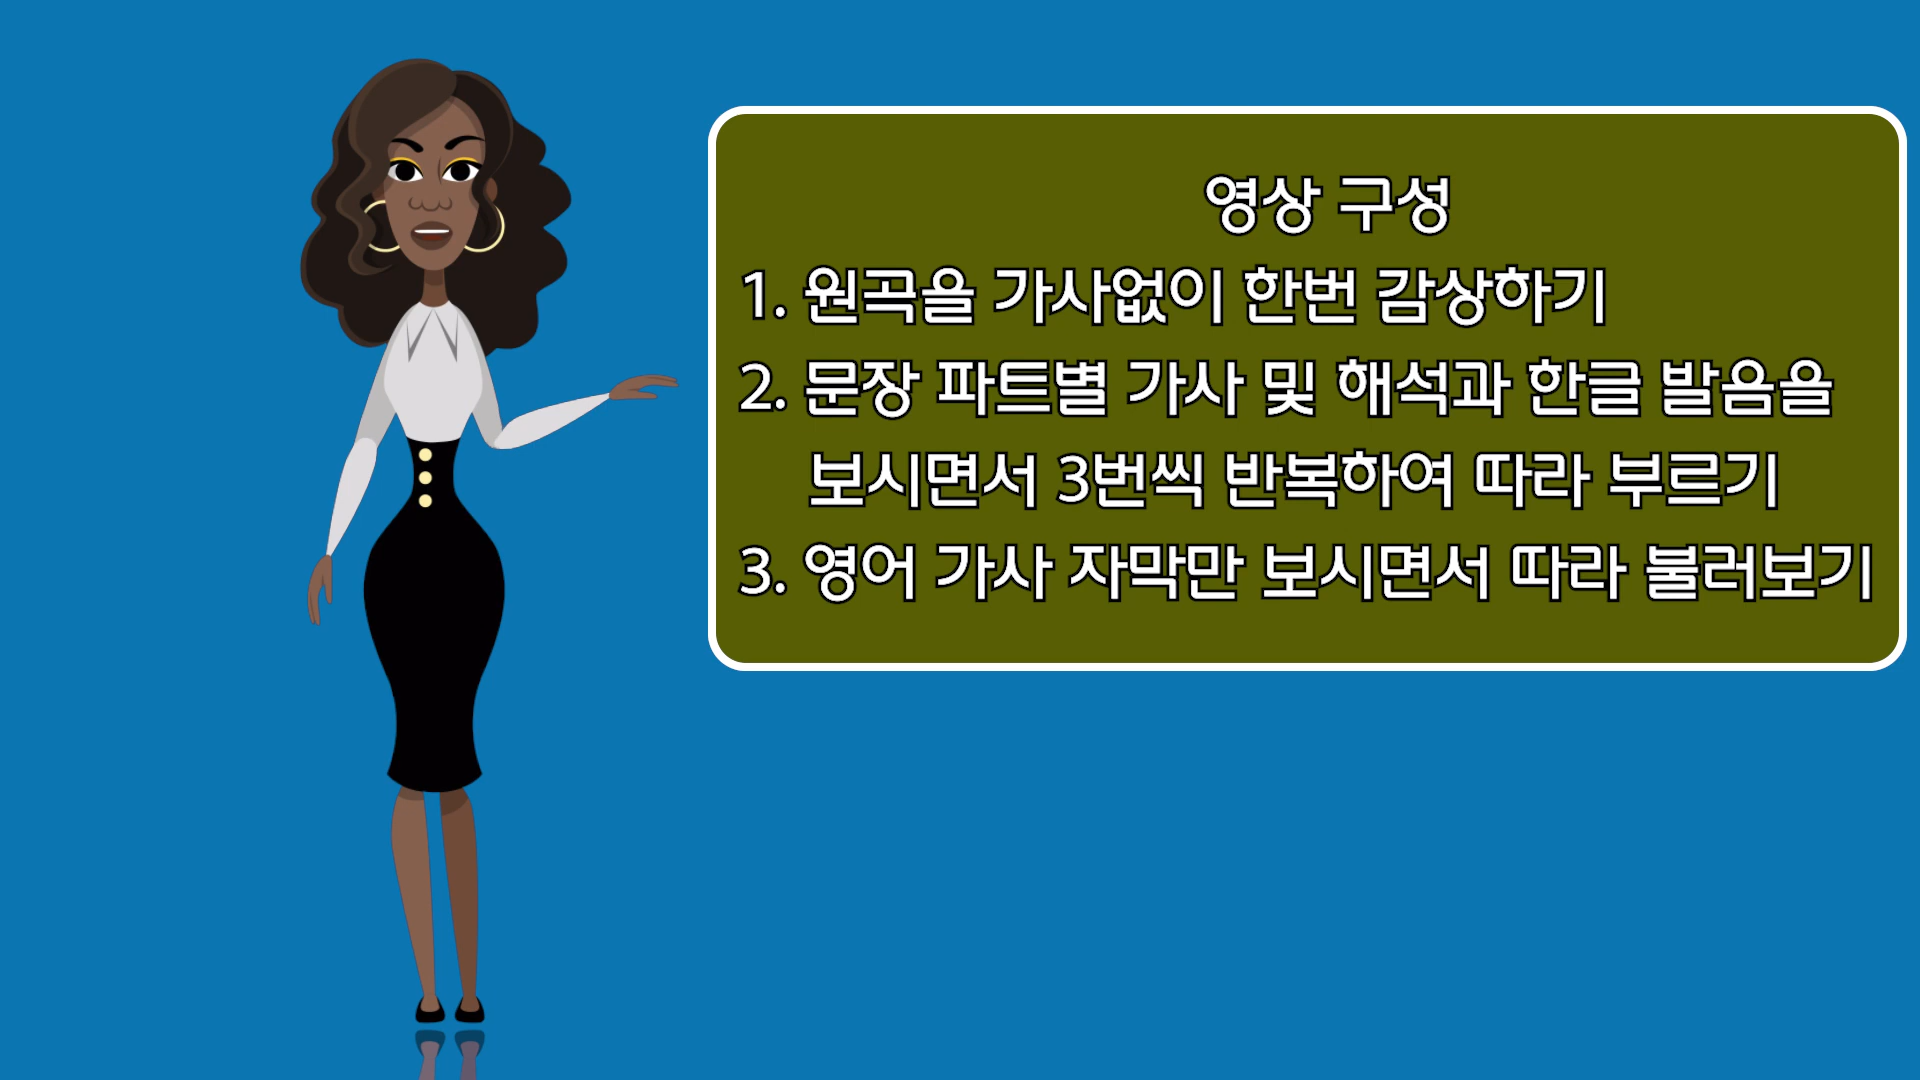 영상 구성
1. 원곡을 가사없이 한번 감상하기
2. 문장 파트별 가사 및 해석과 한글 발음을
보시면서 3번씩 반복하여 따라 부르기
3. 영어 가사 자막만 보시면서 따라 불러보기